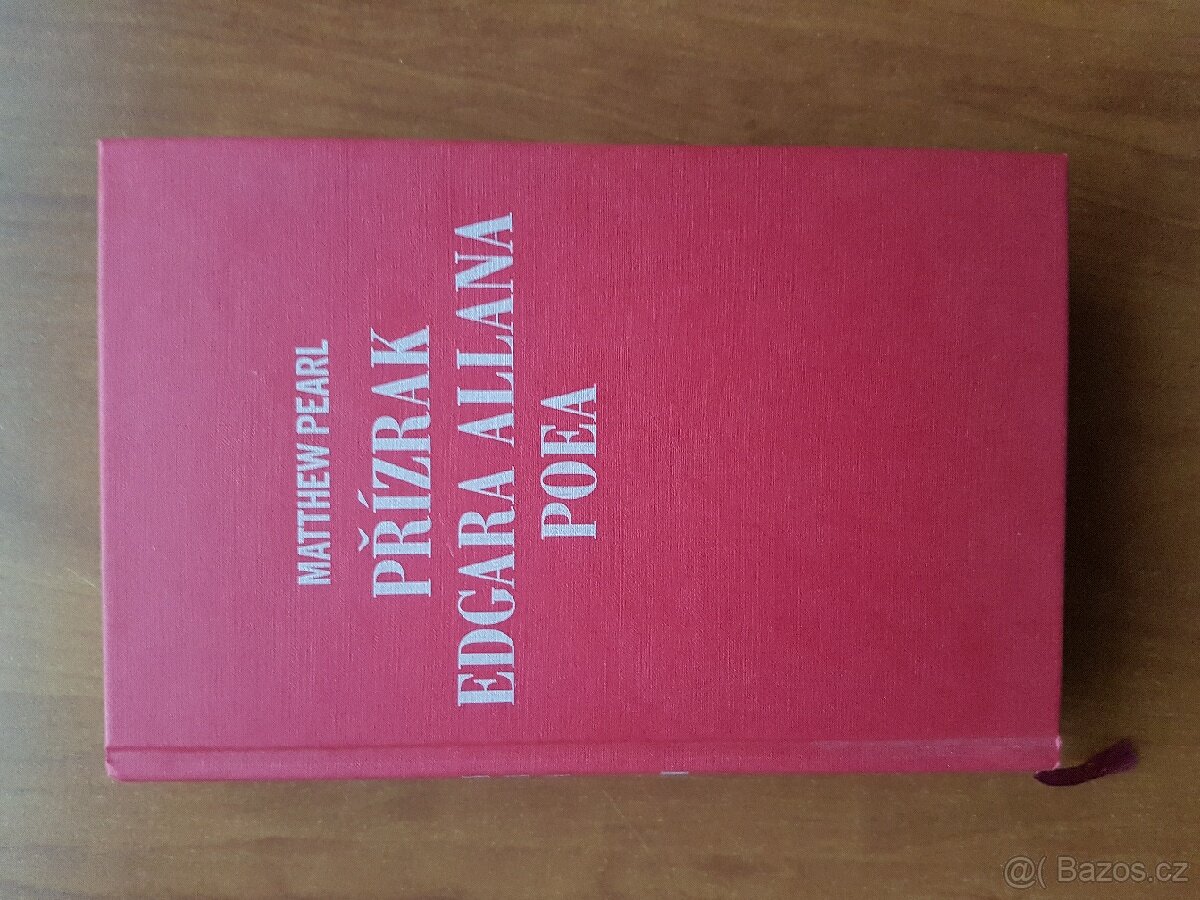 MATTHEW PEARL
PŘÍZRAK
EDGARA ALLANA
POEA
@( Bazos.cz